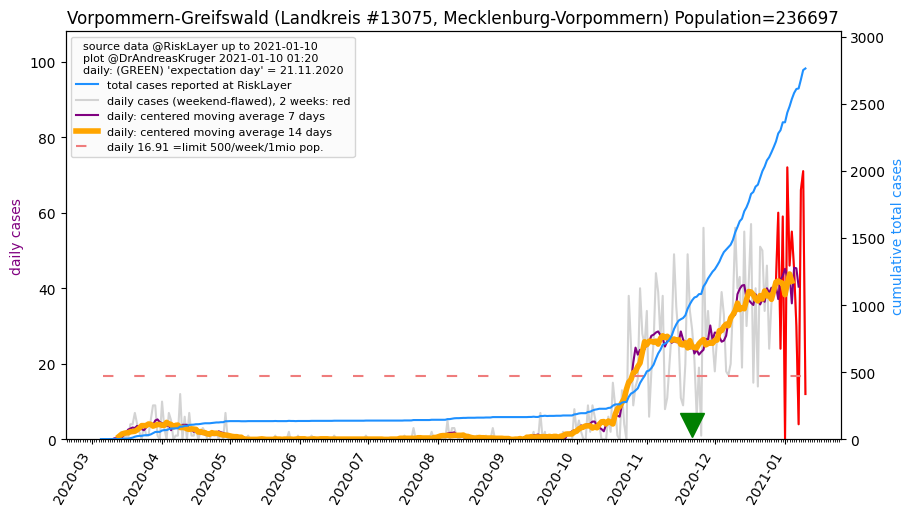 Vorpommern-Greifswald (Landkreis #13075, Mecklenburg-Vorpommern) Population=236697
source data @RiskLayer up to 2021-01-10
plot @DrAndreasKruger 2021-01-10 01:20
daily: (GREEN) 'expectation day' = 21.11.2020
total cases reported at RiskLayer
daily cases (weekend-flawed), 2 weeks: red
daily: centered moving average 7 days
daily: centered moving average 14 days
daily 16.91 =limit 500/week/1mio pop.
daily cases
100
80
60
40
20
0
cumulative total cases
3000
2500
2000
1500
1000
500
0
2020-03
2020-04
2020-05
2020-06
2020-07
2020-08
2020-09
2020-10
2020-11
2020-12
2021-01